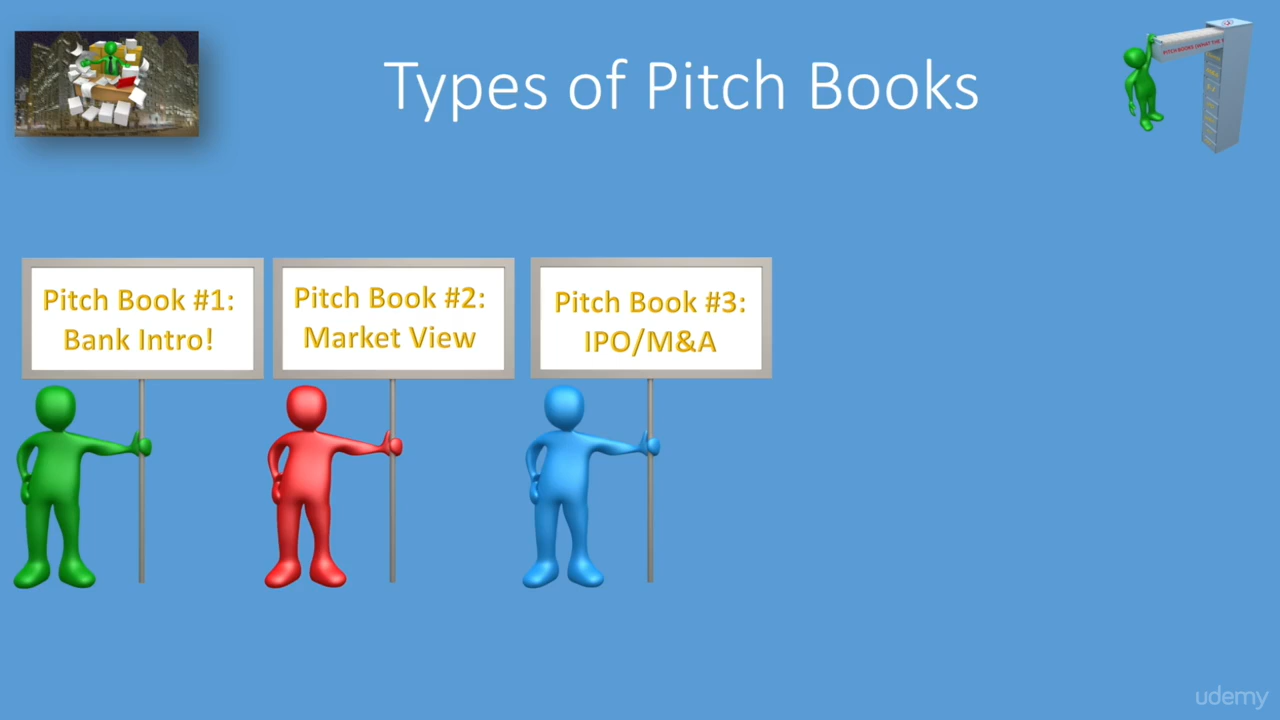 Types of Pitch Books
Pitch Book #1:
Bank Intro!
Pitch Book #2:
Market View
Pitch Book #3:
IPO/M&A
udemy